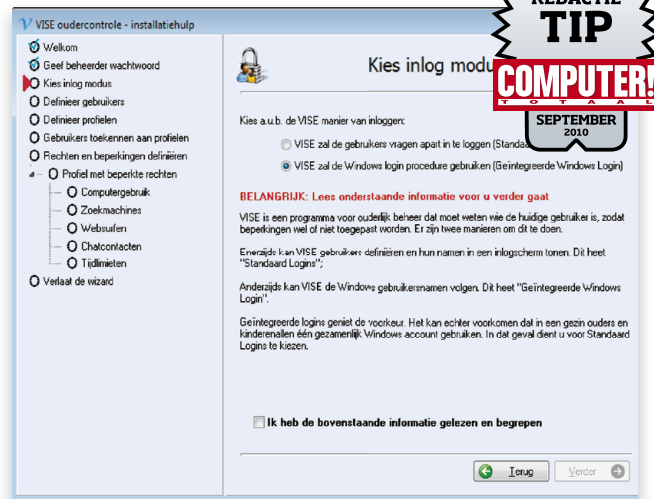 VISE oudercontrole - installatiehulp
REDACTIE
TIP
COMPUTER!
TOTAAL
SEPTEMBER
2010
Welkom
Geef beheerder wachtwoord
Kies inlog modus
Definieer gebruikers
Definieer profielen
Gebruikers toekennen aan profielen
Rechten en beperkingen definiëren
Profiel met beperkte rechten
Computergebruik
Zoekmachines
Websurfen
Chatcontacten
Tijdlimieten
Verlaat de wizard
Kies inlog modu
Kies a.u.b. de VISE manier van inloggen:
VISE zal de gebruikers vragen apart in te loggen (Standaa
VISE zal de Windows login procedure gebruiken (Geïntegreerde Windows Login)
BELANGRIJK: Lees onderstaande informatie voor u verder gaat
VISE is een programma voor ouderlijk beheer dat moet weten wie de huidige gebruiker is, zodat
beperkingen wel of niet toegepast worden. Er zijn twee manieren om dit te doen.
Enerzijds kan VISE gebruikers definiëren en hun namen in een inlogscherm tonen. Dit heet
"Standaard Logins";
Anderzijds kan VISE de Windows gebruikersnamen volgen. Dit heet "Geïntegreerde Windows
Login".
Geïntegreerde logins geniet de voorkeur. Het kan echter voorkomen dat in een gezin ouders en
kinderenallen één gezamenlijk Windows account gebruiken. In dat geval dient u voor Standaard
Logins te kiezen.
Ik heb de bovenstaande informatie gelezen en begrepen
Terug
Verder